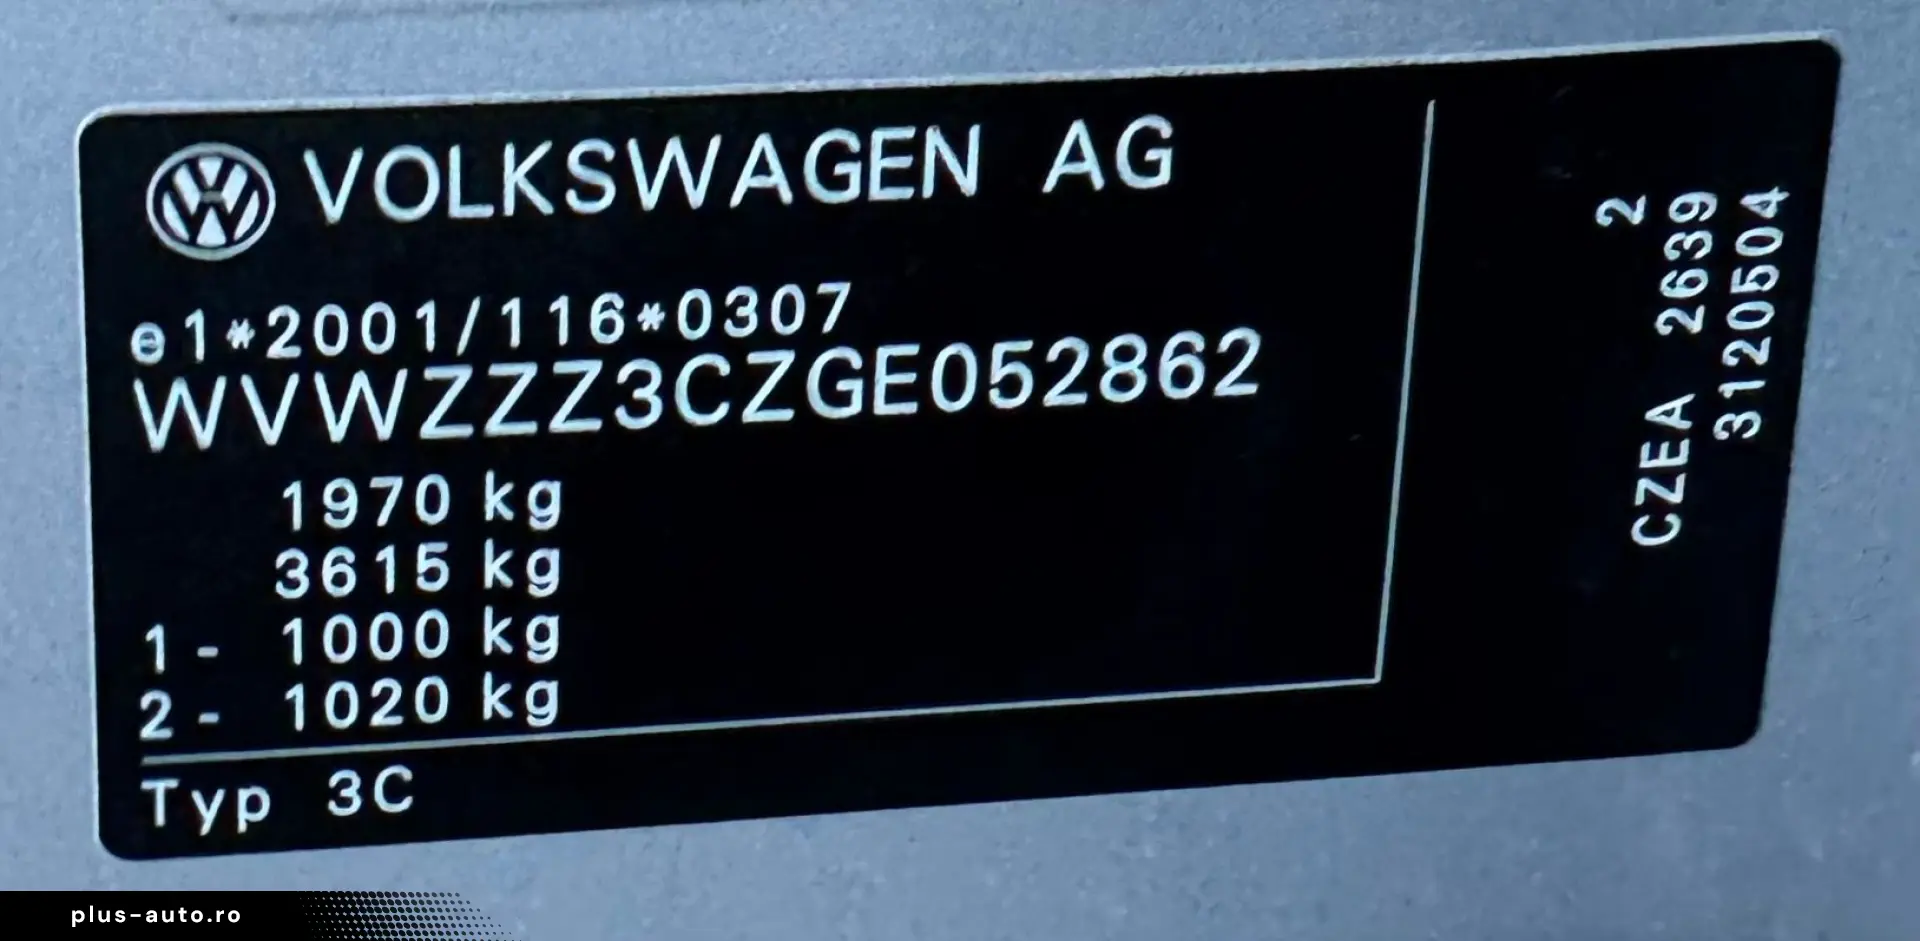 VOLKSWAGEN AG
e1*2001/116*0307
WVWZZZ3CZGE052862
1970 kg
3615 kg
1- 1000 kg
2- 1020 kg
Typ 3C
2
CZEA 2639
3120504
plus-auto.ro